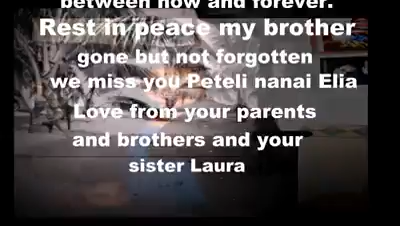 between now and forever.
Rest in peace my brother
gone but not forgotten
we miss you Peteli nanai Elia
Love from your parents
and brothers and your
sister Laura